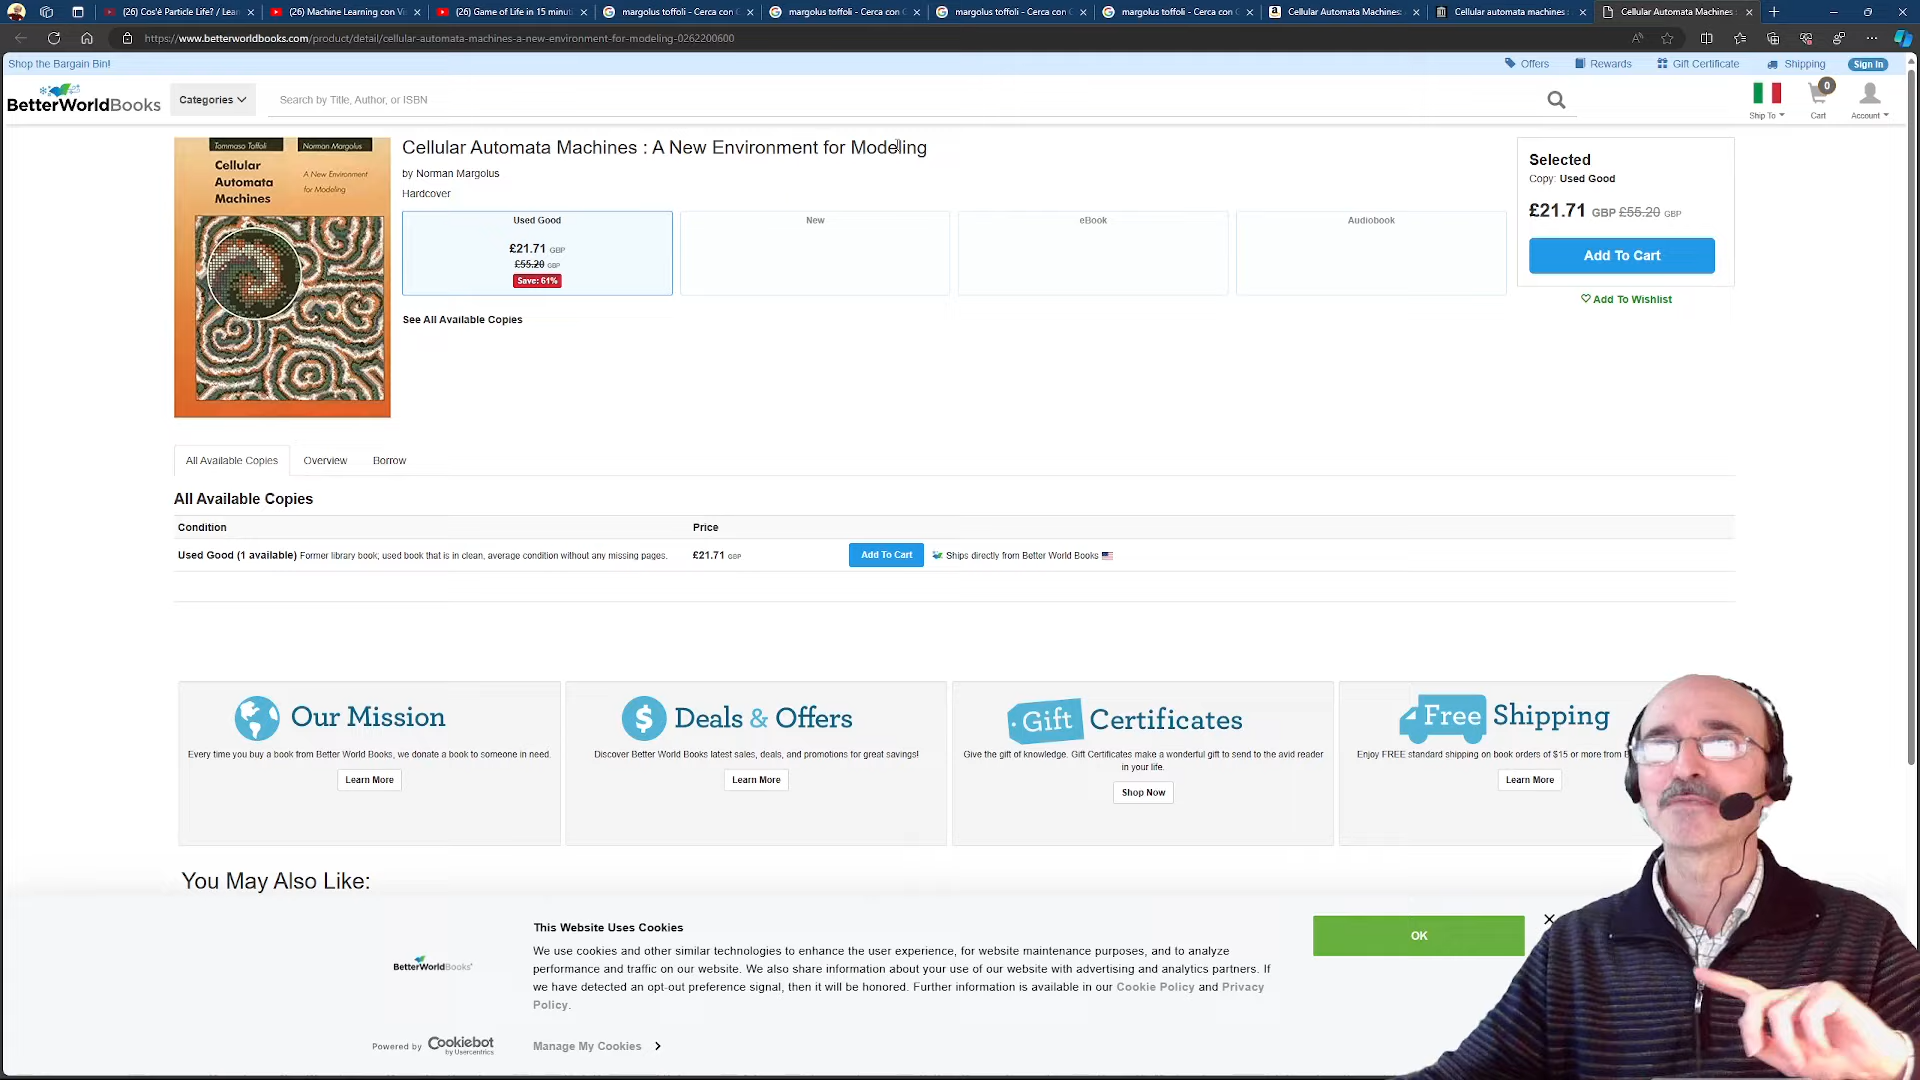 (26) Cos'è Particle Life? / Lear
(26) Machine Learning con Vi
(26) Game of Life in 15 minut
margolus toffoli - Cerca con
margolus toffoli - Cerca con
margolus toffoli - Cerca con
margolus toffoli - Cerca con
Cellular Automata Machines:
Cellular automata machines
Cellular Automata Machines
https://www.betterworldbooks.com/product/detail/cellular-automata-machines-a-new-environment-for-modeling-0262200600
Shop the Bargain Bin!
Offers
Rewards
Gift Certificate
Shipping
Sign In
BetterWorldBooks
Categories
Search by Title, Author, or ISBN
Ship To
0
Cart
Account
Tommaso Toffoli
Norman Margolus
Cellular
Automata
Machines
A New Environment
for Modeling
Cellular Automata Machines : A New Environment for Modeling
by Norman Margolus
Hardcover
Used Good
£21.71 GBP
£55.20 GBP
Save: 61%
New
eBook
Audiobook
See All Available Copies
Selected
Copy: Used Good
£21.71 GBP £55.20 GBP
Add To Cart
Add To Wishlist
All Available Copies
Overview
Borrow
All Available Copies
Condition
Price
Used Good (1 available) Former library book; used book that is in clean, average condition without any missing pages.
£21.71 GBP
Add To Cart
Ships directly from Better World Books
Our Mission
Every time you buy a book from Better World Books, we donate a book to someone in need.
Learn More
Deals & Offers
Discover Better World Books latest sales, deals, and promotions for great savings!
Learn More
Gift Certificates
Give the gift of knowledge. Gift Certificates make a wonderful gift to send to the avid reader
in your life.
Shop Now
Free Shipping
Enjoy FREE standard shipping on book orders of $15 or more from
Learn More
You May Also Like:
BetterWorldBooks
This Website Uses Cookies
We use cookies and other similar technologies to enhance the user experience, for website maintenance purposes, and to analyze
performance and traffic on our website. We also share information about your use of our website with advertising and analytics partners. If
we have detected an opt-out preference signal, then it will be honored. Further information is available in our Cookie Policy and Privacy
Policy.
OK
Powered by Cookiebot
by Usercentrics
Manage My Cookies